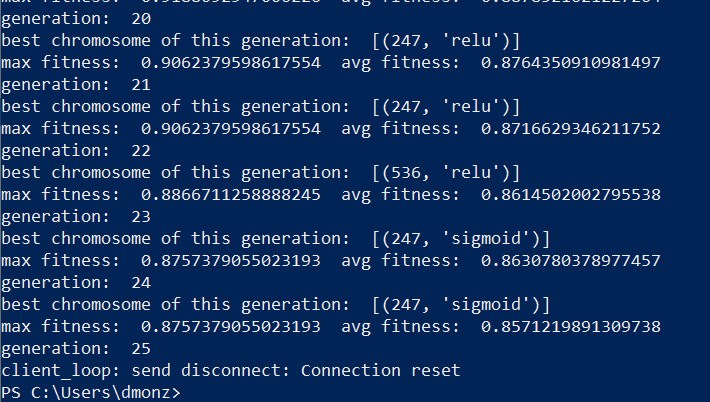 generation:  20
best chromosome of this generation:  [(247, 'relu')]
max fitness:  0.9062379598617554  avg fitness:  0.8764350910981497
generation:  21
best chromosome of this generation:  [(247, 'relu')]
max fitness:  0.9062379598617554  avg fitness:  0.8716629346211752
generation:  22
best chromosome of this generation:  [(536, 'relu')]
max fitness:  0.8866711258888245  avg fitness:  0.8614502002795538
generation:  23
best chromosome of this generation:  [(247, 'sigmoid')]
max fitness:  0.8757379055023193  avg fitness:  0.8630780378977457
generation:  24
best chromosome of this generation:  [(247, 'sigmoid')]
max fitness:  0.8757379055023193  avg fitness:  0.8571219891309738
generation:  25
client_loop: send disconnect: Connection reset
PS C:\Users\dmonz>